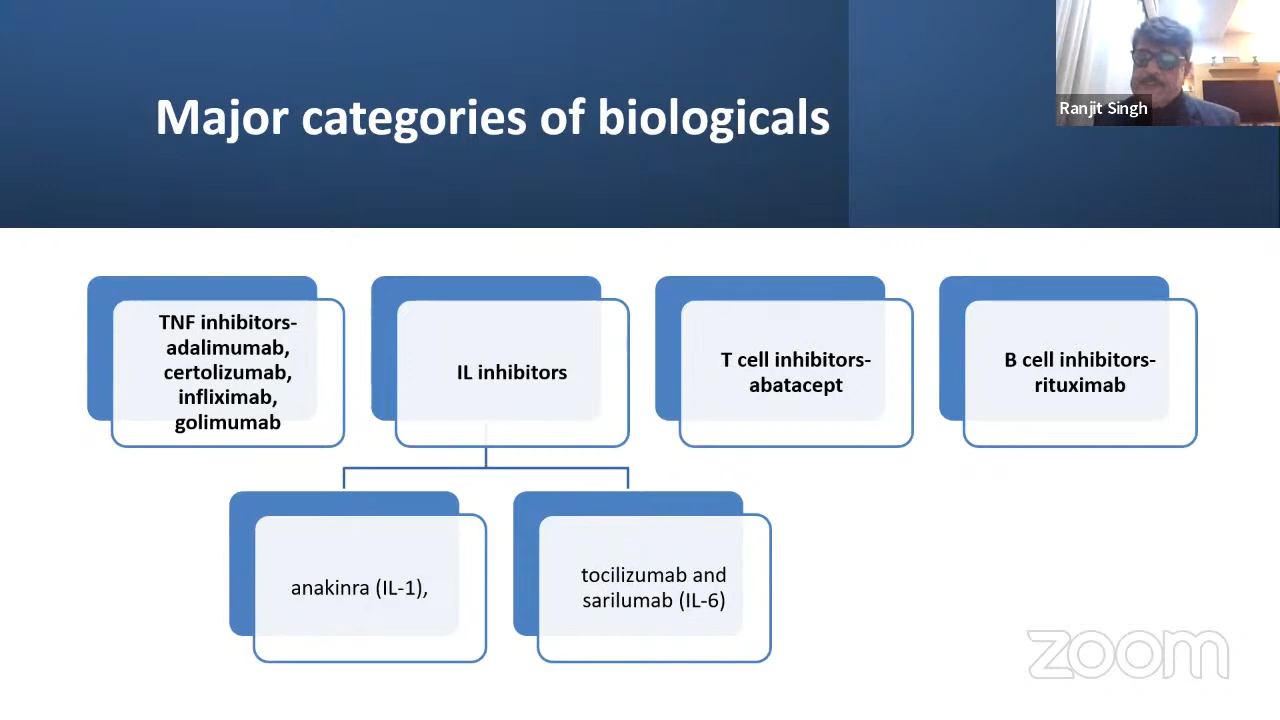 Major categories of biologicals
Ranjit Singh
TNF inhibitors-
adalimumab,
certolizumab,
infliximab,
golimumab
IL inhibitors
T cell inhibitors-
abatacept
B cell inhibitors-
rituximab
anakinra (IL-1),
tocilizumab and
sarilumab (IL-6)
zoom